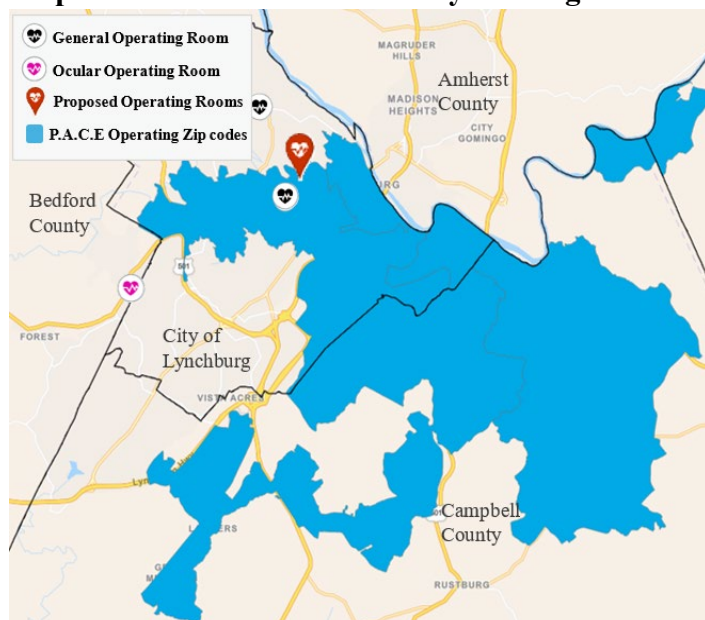 General Operating Room
Ocular Operating Room
Proposed Operating Rooms
P.A.C.E Operating Zip codes
MAGRUDER
HILLS
Amherst
County
MADISON
HEIGHTS
CITY
GOMINGO
Bedford
County
501
FOREST
City of
Lynchburg
VISTA ACRES
Campbell
County
RUSTBURG